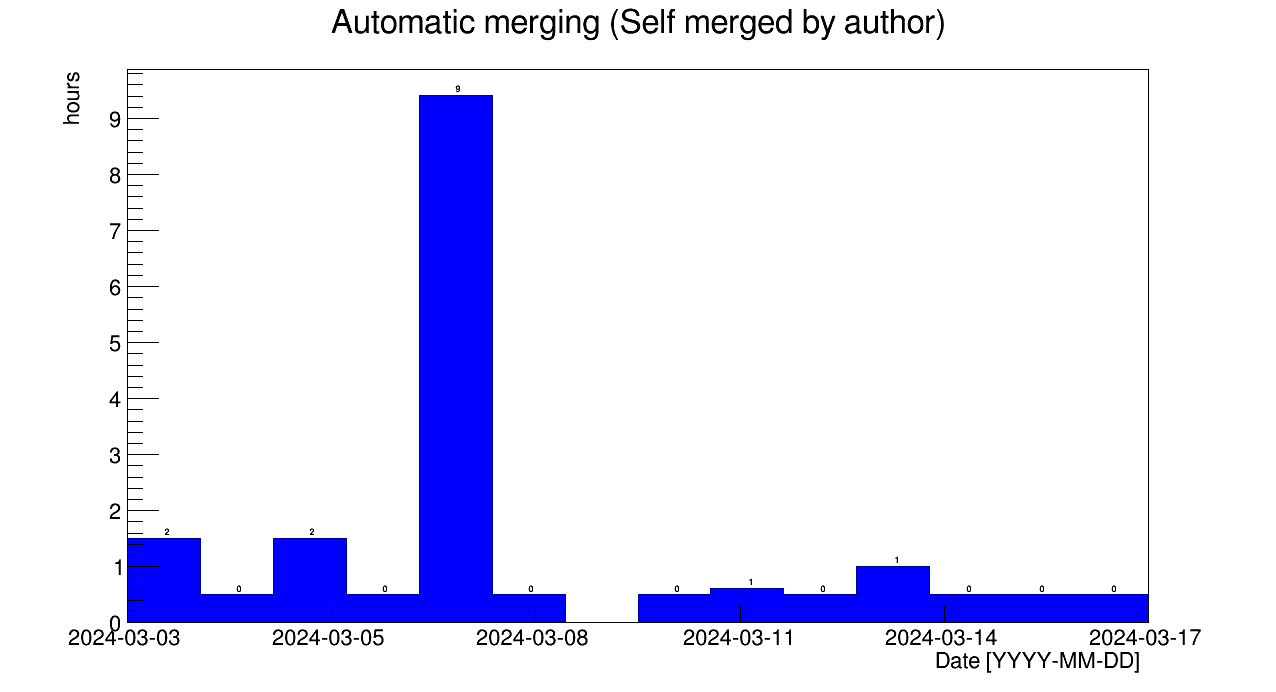 Automatic merging (Self merged by author)
hours
9
8
7
6
5
4
3
2
1
0
2 0 2 0 9 0 0 1 0 1 0 0 0
2024-03-03 2024-03-05 2024-03-08 2024-03-11 2024-03-14 2024-03-17
Date [YYYY-MM-DD]